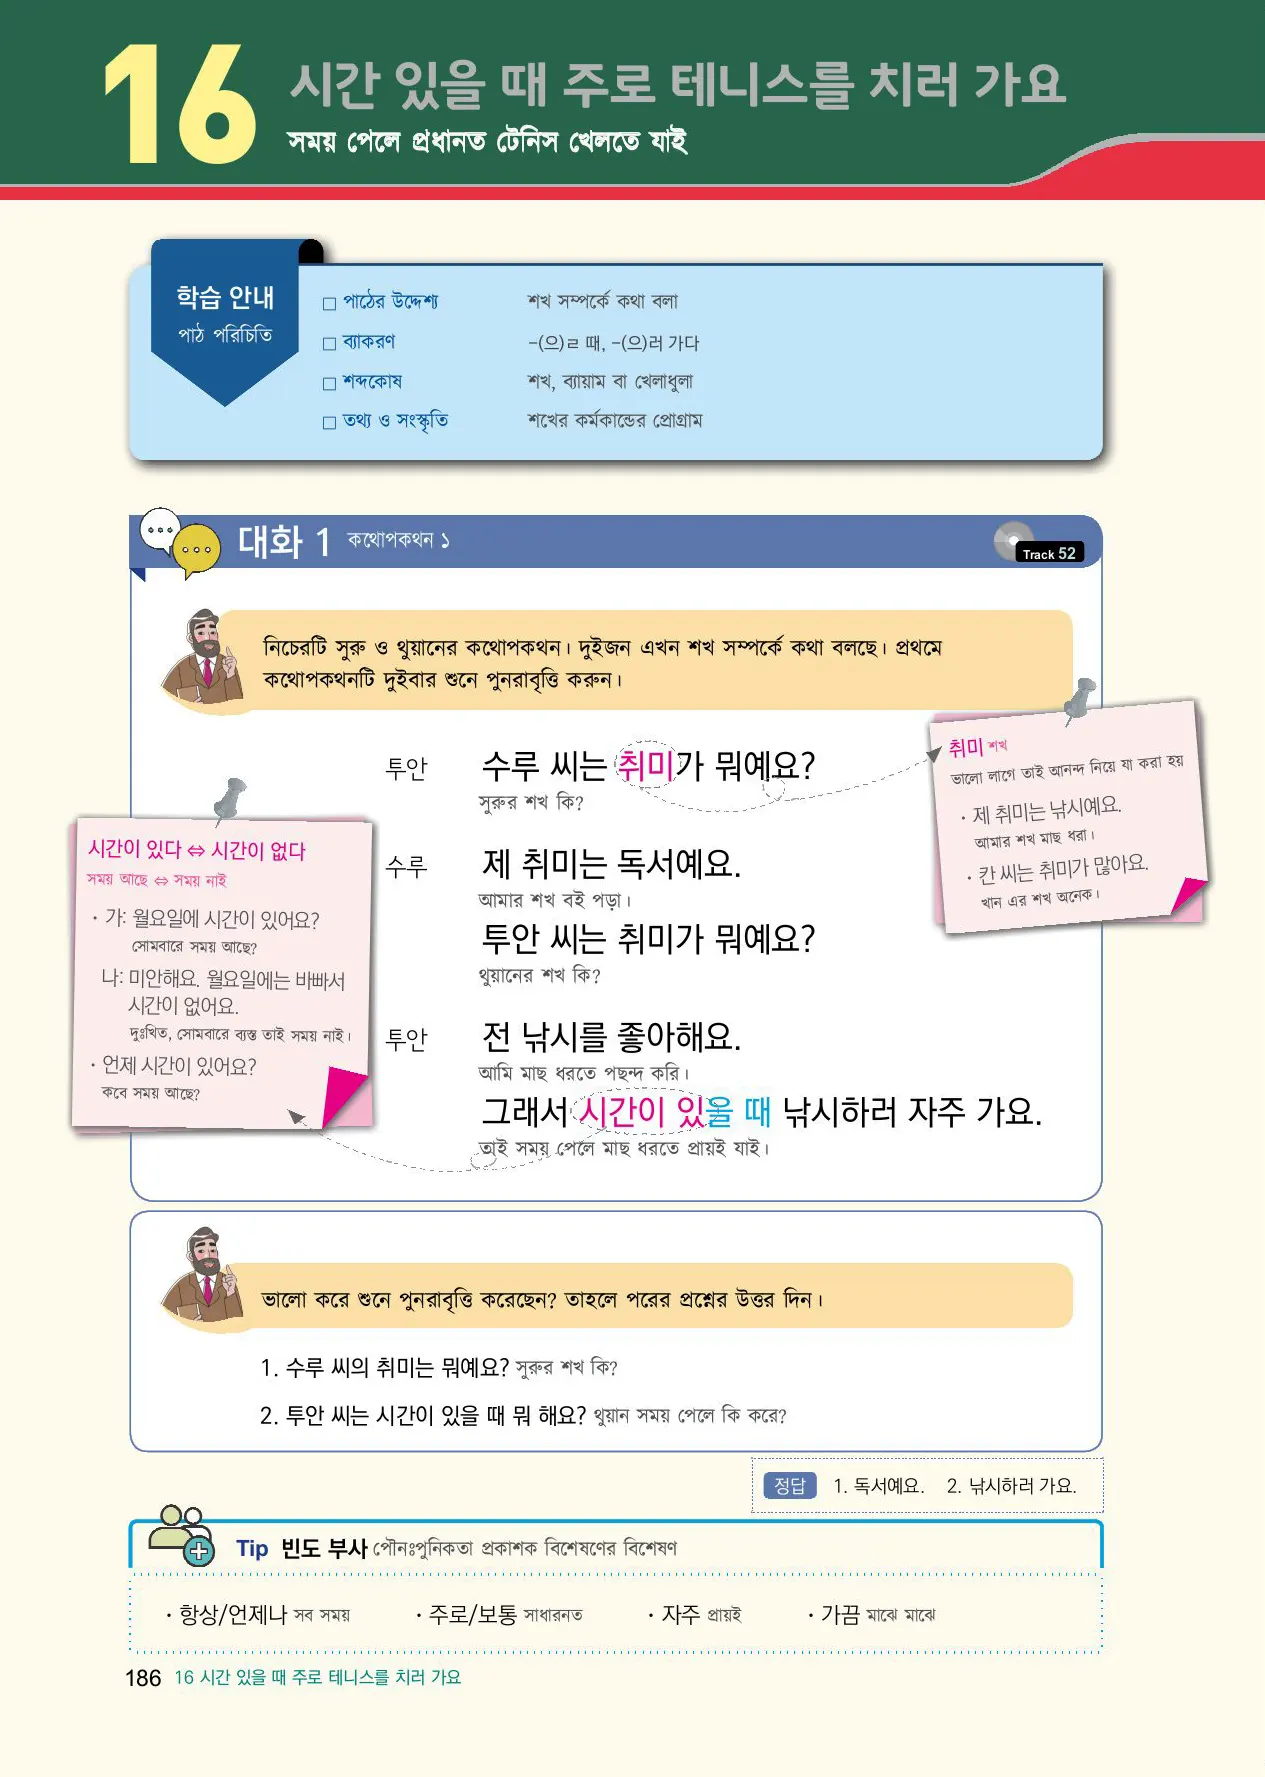 16
시간 있을 때 주로 테니스를 치러 가요
সময় পেলে প্রধানত টেনিস খেলতে যাই
학습 안내
পাঠ পরিচিতি
□ পাঠের উদ্দেশ্য শখ সম্পর্কে কথা বলা
□ ব্যাকরণ -(으)ㄹ 때, -(으)러 가다
□ শব্দকোষ শখ, ব্যায়াম বা খেলাধুলা
□ তথ্য ও সংস্কৃতি শখের কর্মকান্ডের প্রোগ্রাম
대화 1 কথোপকথন ১
Track 52
নিচেরটি সুরু ও থুয়ানের কথোপকথন। দুইজন এখন শখ সম্পর্কে কথা বলছে। প্রথমে
কথোপকথনটি দুইবার শুনে পুনরাবৃত্তি করুন।
투안 수루 씨는 취미가 뭐예요?
সুরুর শখ কি?
수루 제 취미는 독서예요.
আমার শখ বই পড়া।
투안 씨는 취미가 뭐예요?
থুয়ানের শখ কি?
투안 전 낚시를 좋아해요.
আমি মাছ ধরতে পছন্দ করি।
그래서 시간이 있을 때 낚시하러 자주 가요.
তাই সময় পেলে মাছ ধরতে প্রায়ই যাই।
취미 শখ
ভালো লাগে তাই আনন্দ নিয়ে যা করা হয়
· 제 취미는 낚시예요.
আমার শখ মাছ ধরা।
· 칸 씨는 취미가 많아요.
খান এর শখ অনেক।
시간이 있다 ⇔ 시간이 없다
সময় আছে ⇔ সময় নাই
· 가: 월요일에 시간이 있어요?
সোমবারে সময় আছে?
나: 미안해요. 월요일에는 바빠서
시간이 없어요.
দুঃখিত, সোমবারে ব্যস্ত তাই সময় নাই।
· 언제 시간이 있어요?
কবে সময় আছে?
ভালো করে শুনে পুনরাবৃত্তি করেছেন? তাহলে পরের প্রশ্নের উত্তর দিন।
1. 수루 씨의 취미는 뭐예요? সুরুর শখ কি?
2. 투안 씨는 시간이 있을 때 뭐 해요? থুয়ান সময় পেলে কি করে?
정답 1. 독서예요. 2. 낚시하러 가요.
Tip 빈도 부사 পৌনঃপুনিকতা প্রকাশক বিশেষণের বিশেষণ
· 항상/언제나 সব সময় · 주로/보통 সাধারনত · 자주 প্রায়ই · 가끔 মাঝে মাঝে
186 16 시간 있을 때 주로 테니스를 치러 가요